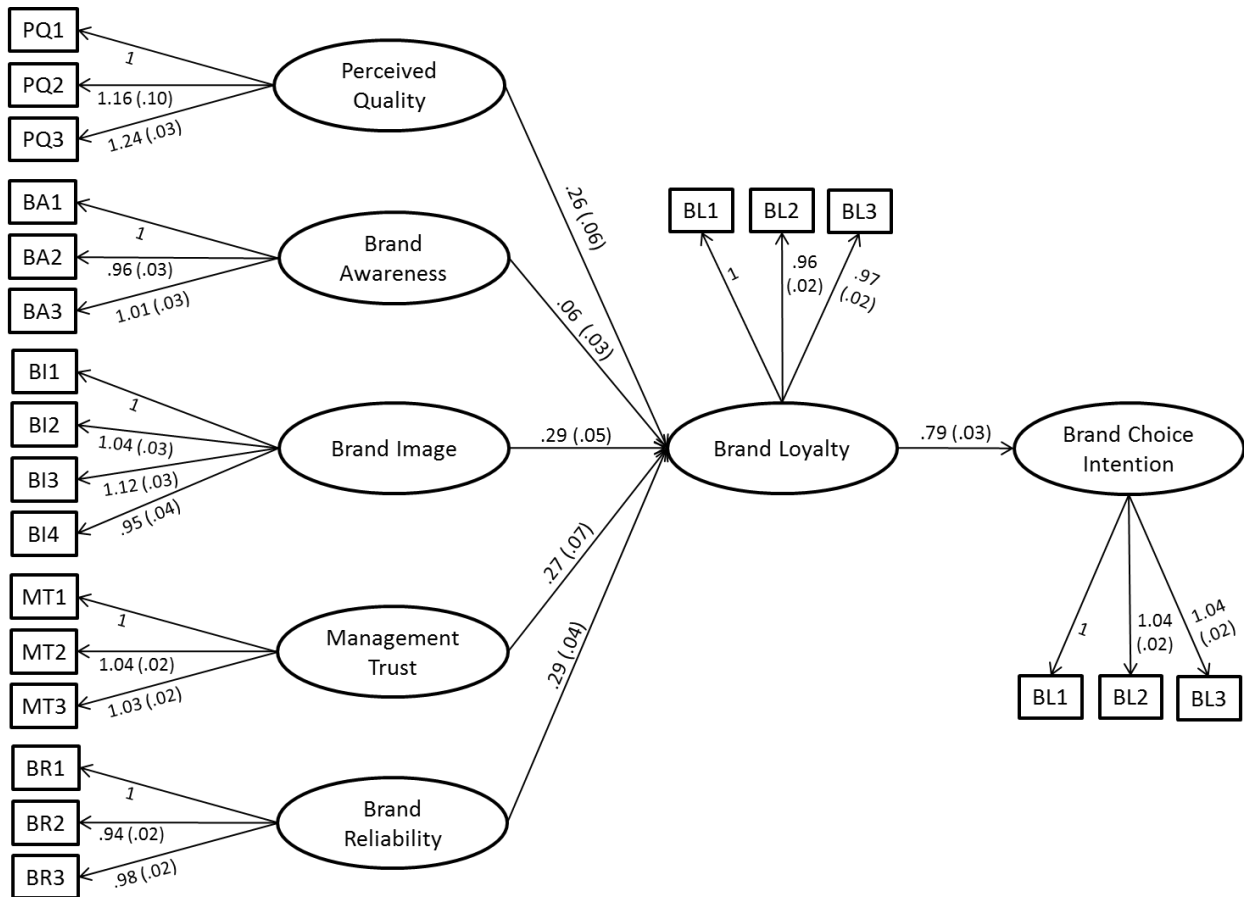 PQ1
1
PQ2
1.16 (.10)
PQ3
1.24 (.03)
Perceived
Quality
.26 (.06)
BA1
1
BA2
.96 (.03)
BA3
1.01 (.03)
Brand
Awareness
.06 (.03)
BI1
1
BI2
1.04 (.03)
BI3
1.12 (.03)
BI4
.95 (.04)
Brand Image
.29 (.05)
MT1
1
MT2
1.04 (.02)
MT3
1.03 (.02)
Management
Trust
.27 (.07)
BR1
1
BR2
.94 (.02)
BR3
.98 (.02)
Brand
Reliability
.29 (.04)
BL1
BL2
BL3
1
.96
(.02)
.97
(.02)
Brand Loyalty
.79 (.03)
Brand Choice
Intention
1
1.04
(.02)
1.04
(.02)
BL1
BL2
BL3